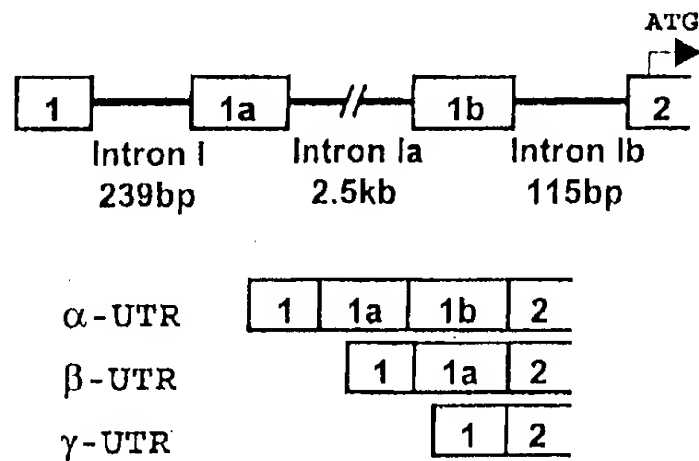 ATG
1 1a 1b 2
Intron I Intron Ia Intron Ib
239bp 2.5kb 115bp
α-UTR 1 1a 1b 2
β-UTR 1 1a 2
γ-UTR 1 2